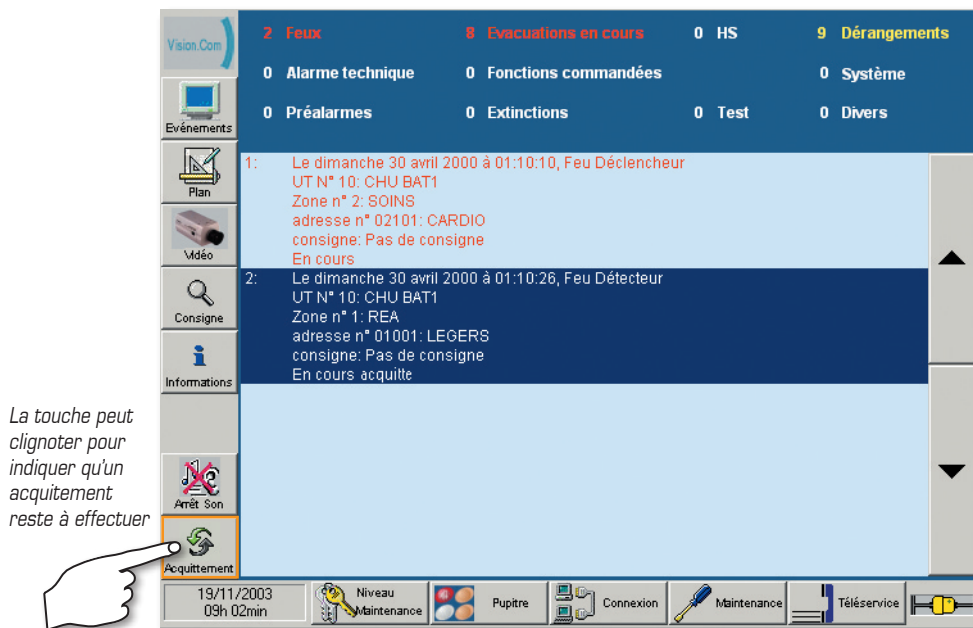 Vision.Com
2 Feux 8 Evacuations en cours 0 HS 9 Dérangements
0 Alarme technique 0 Fonctions commandées 0 Système
0 Préalarmes 0 Extinctions 0 Test 0 Divers
Evénements
Plan
Vidéo
Consigne
Informations
Arrêt Son
Acquittement
1: Le dimanche 30 avril 2000 à 01:10:10, Feu Déclencheur
UT N° 10: CHU BAT1
Zone n° 2: SOINS
adresse n° 02101: CARDIO
consigne: Pas de consigne
En cours
2: Le dimanche 30 avril 2000 à 01:10:26, Feu Détecteur
UT N° 10: CHU BAT1
Zone n° 1: REA
adresse n° 01001: LEGERS
consigne: Pas de consigne
En cours acquitte
La touche peut
clignoter pour
indiquer qu'un
acquitement
reste à effectuer
19/11/2003
09h 02min
Niveau
Maintenance
Pupitre
Connexion
Maintenance
Téléservice